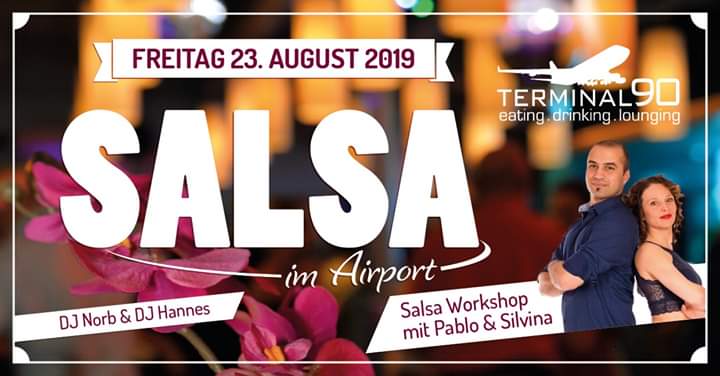 FREITAG 23. AUGUST 2019
TERMINAL90
eating.drinking.lounging
SALSA
im Airport
DJ Norb & DJ Hannes
Salsa Workshop
mit Pablo & Silvina